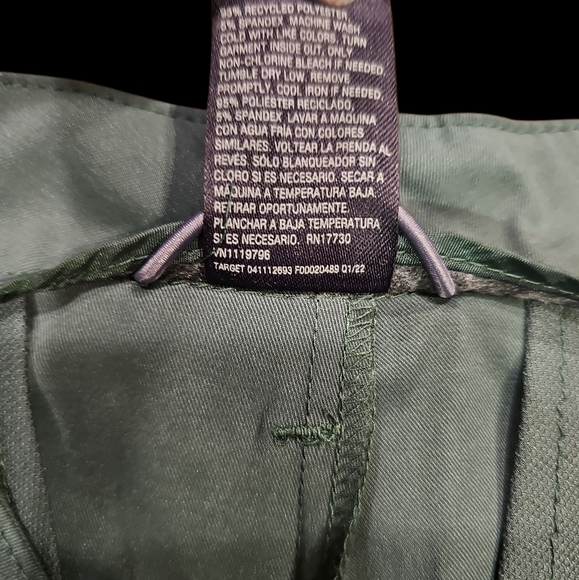 95% RECYCLED POLYESTER,
5% SPANDEX. MACHINE WASH
COLD WITH LIKE COLORS, TURN
GARMENT INSIDE OUT, ONLY
NON-CHLORINE BLEACH IF NEEDED,
TUMBLE DRY LOW. REMOVE
PROMPTLY, COOL IRON IF NEEDED.
95% POLIÉSTER RECICLADO,
5% SPANDEX. LAVAR A MÁQUINA
CON AGUA FRÍA CON COLORES
SIMILARES. VOLTEAR LA PRENDA AL
REVÉS. SÓLO BLANQUEADOR SIN
CLORO SI ES NECESARIO. SECAR A
MÁQUINA A TEMPERATURA BAJA.
RETIRAR OPORTUNAMENTE.
PLANCHAR A BAJA TEMPERATURA
SI ES NECESARIO. RN17730
VN1119796
TARGET 041112693 F00020489 Q1/22